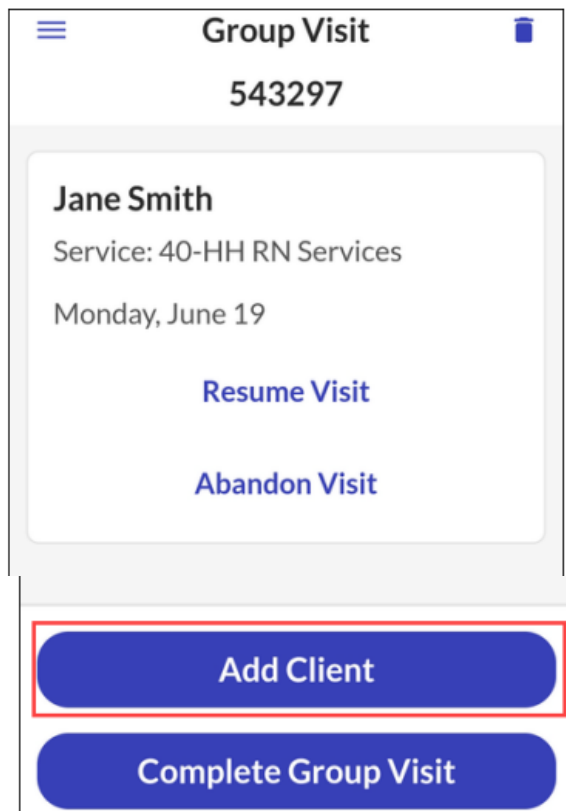 Group Visit
543297
Jane Smith
Service: 40-HH RN Services
Monday, June 19
Resume Visit
Abandon Visit
Add Client
Complete Group Visit